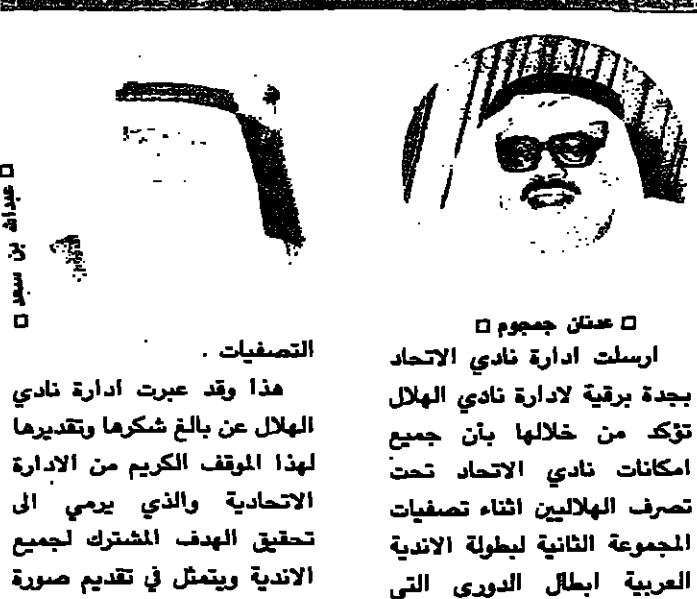 □ عدنان جمجوم □
ارسلت ادارة نادي الاتحاد
بجدة برقية لادارة نادي الهلال
تؤكد من خلالها بأن جميع
امكانات نادي الاتحاد تحت
تصرف الهلاليين اثناء تصفيات
المجموعة الثانية لبطولة الاندية
العربية ابطال الدوري التي
□ عبدالله بن سعد □
التصفيات .
هذا وقد عبرت ادارة نادي
الهلال عن بالغ شكرها وتقديرها
لهذا الموقف الكريم من الادارة
الاتحادية والذي يرمي الى
تحقيق الهدف المشترك لجميع
الاندية ويتمثل في تقديم صورة